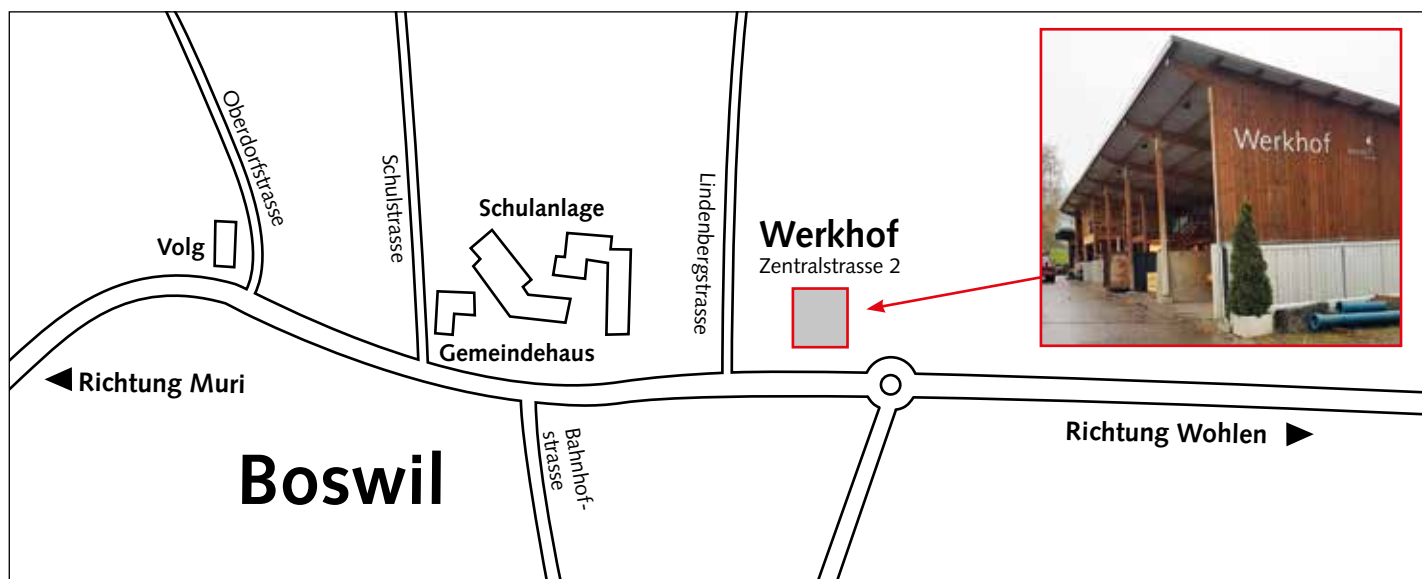 Oberdorfstrasse
Volg
Schulstrasse
Schulanlage
Gemeindehaus
Lindenbergstrasse
Werkhof
Zentralstrasse 2
Werkhof
Richtung Muri
Richtung Wohlen
Boswil
Bahnhof-
strasse